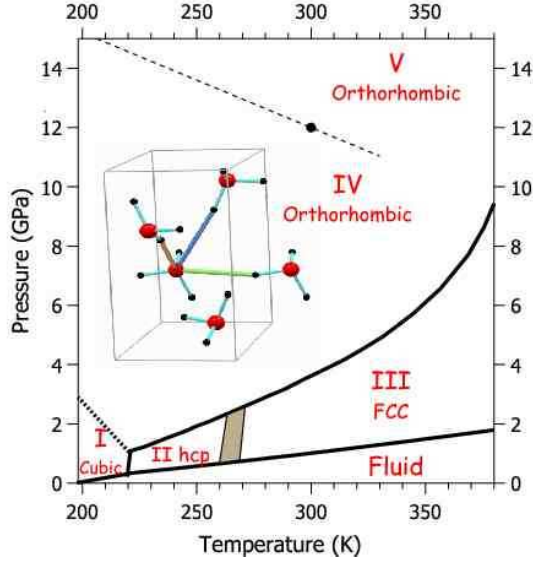 200 250 300 350
14 14
12 12
10 10
8 8
6 6
4 4
2 2
0 0
Pressure (GPa)
V
Orthorhombic
IV
Orthorhombic
III
FCC
I
Cubic
II hcp
Fluid
200 250 300 350
Temperature (K)